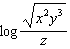 log √(x²y³) / z